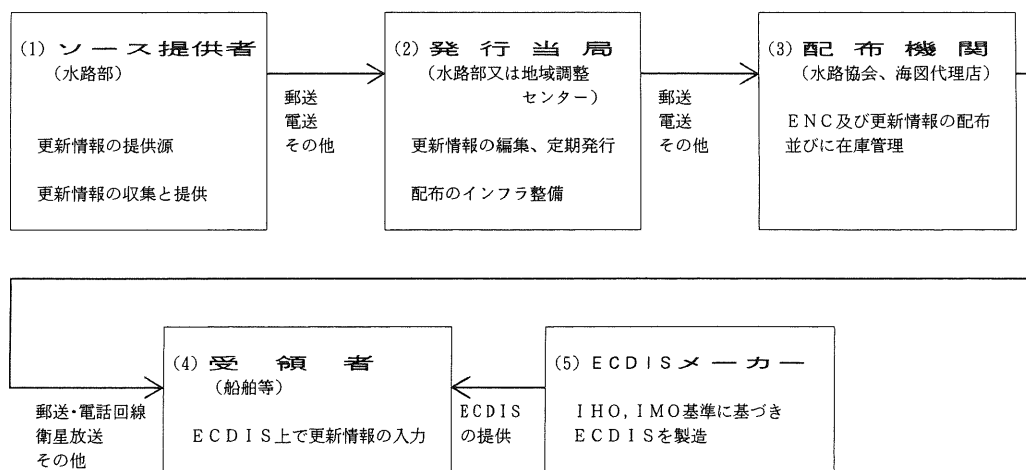 (1) ソース提供者
(水路部)
更新情報の提供源
更新情報の収集と提供
郵送
電送
その他
(2) 発行当局
(水路部又は地域調整
センター)
更新情報の編集、定期発行
配布のインフラ整備
郵送
電送
その他
(3) 配布機関
(水路協会、海図代理店)
ENC及び更新情報の配布
並びに在庫管理
郵送・電話回線
衛星放送
その他
(4) 受領者
(船舶等)
ECDIS上で更新情報の入力
ECDIS
の提供
(5) ECDISメーカー
IHO,IMO基準に基づき
ECDISを製造